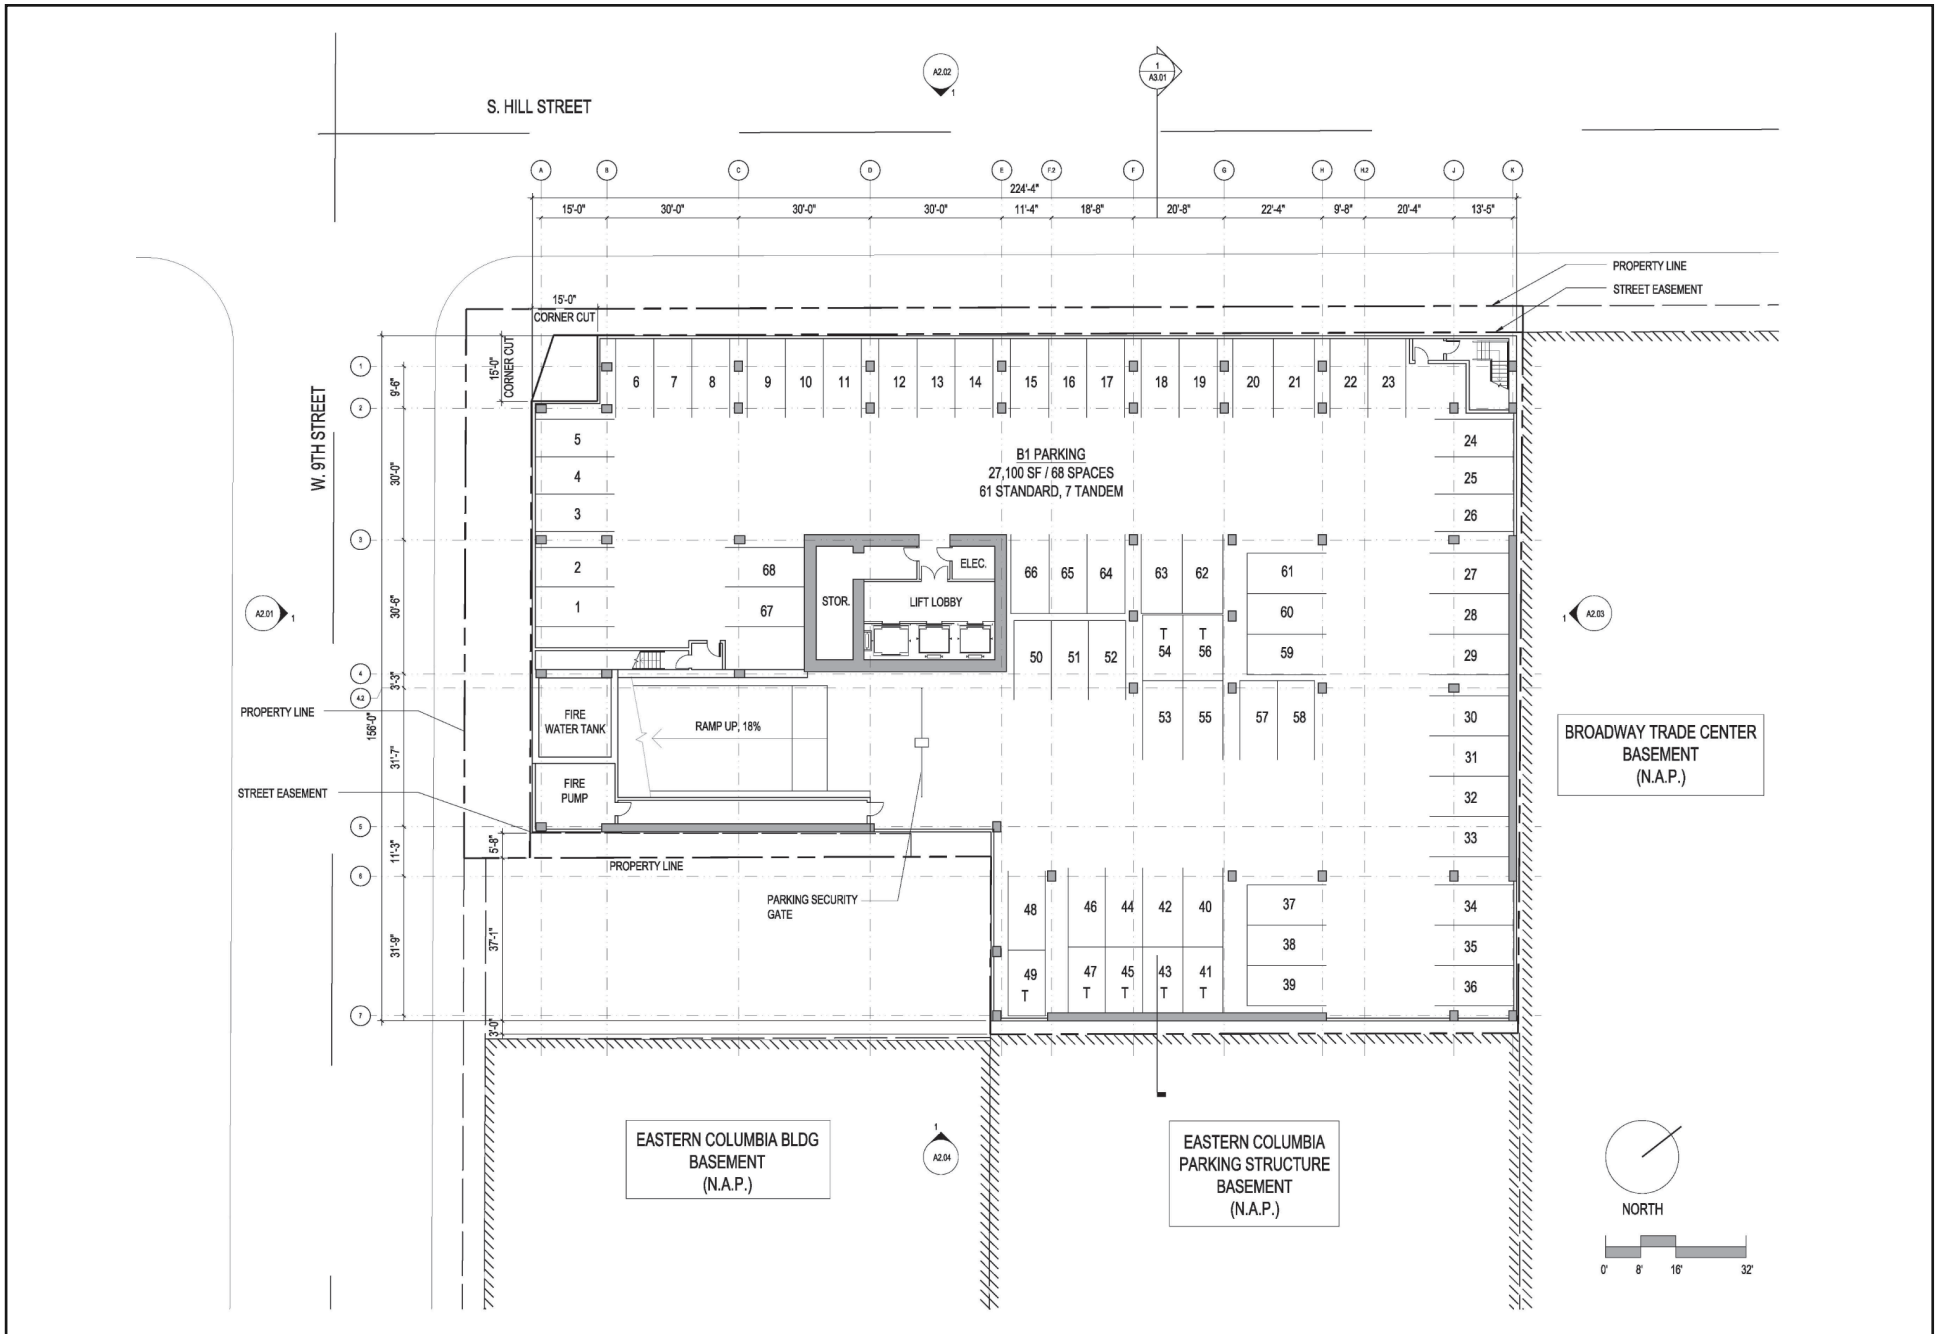 A2.02
1
1
A3.01
S. HILL STREET
A
B
C
D
E
F.2
F
G
H
H.2
J
K
224'-4"
15'-0"
30'-0"
30'-0"
30'-0"
11'-4"
18'-8"
20'-8"
22'-4"
9'-8"
20'-4"
13'-5"
PROPERTY LINE
STREET EASEMENT
15'-0"
CORNER CUT
15'-0"
CORNER CUT
W. 9TH STREET
1
2
3
4
4.2
5
6
7
9'-6"
30'-0"
30'-6"
3'-3"
31'-7"
11'-3"
31'-9"
156'-0"
5'-8"
37'-1"
3'-0"
6
7
8
9
10
11
12
13
14
15
16
17
18
19
20
21
22
23
5
4
3
2
1
B1 PARKING
27,100 SF / 68 SPACES
61 STANDARD, 7 TANDEM
24
25
26
27
28
29
30
31
32
33
34
35
36
68
67
STOR.
ELEC.
LIFT LOBBY
66
65
64
63
62
61
60
59
50
51
52
T
54
T
56
53
55
57
58
A2.01
1
1
A2.03
FIRE
WATER TANK
RAMP UP, 18%
FIRE
PUMP
PROPERTY LINE
STREET EASEMENT
PROPERTY LINE
PARKING SECURITY
GATE
BROADWAY TRADE CENTER
BASEMENT
(N.A.P.)
48
46
44
42
40
37
38
39
49
T
47
T
45
T
43
T
41
T
EASTERN COLUMBIA BLDG
BASEMENT
(N.A.P.)
1
A2.04
EASTERN COLUMBIA
PARKING STRUCTURE
BASEMENT
(N.A.P.)
NORTH
0'
8'
16'
32'